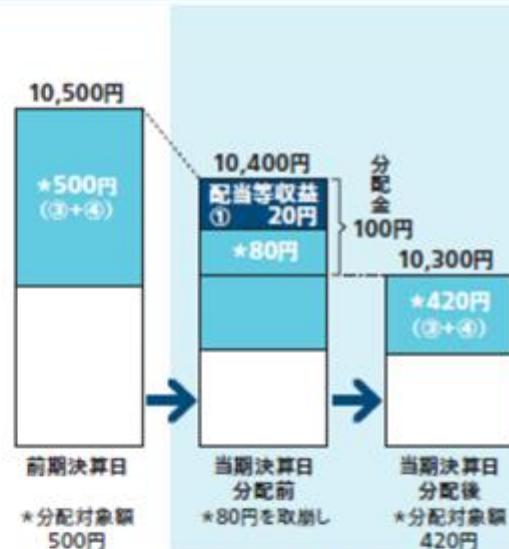 10,500円
*500円
(③+④)
前期決算日
*分配対象額
500円
10,400円
配当等収益
① 20円
*80円
分配金
100円
当期決算日
分配前
*80円を取崩し
10,300円
*420円
(③+④)
当期決算日
分配後
*分配対象額
420円